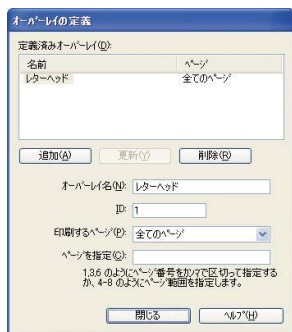 オーバーレイの定義
定義済みオーバーレイ(D):
名前 ページ
レターヘッド 全てのページ
追加(A) 更新(Y) 削除(R)
オーバーレイ名(N): レターヘッド
ID: 1
印刷するページ(P): 全てのページ
ページを指定(C):
1,3,6 のようにページ番号をカンマで区切って指定する
か、4-8 のようにページ範囲を指定します。
閉じる ヘルプ(H)